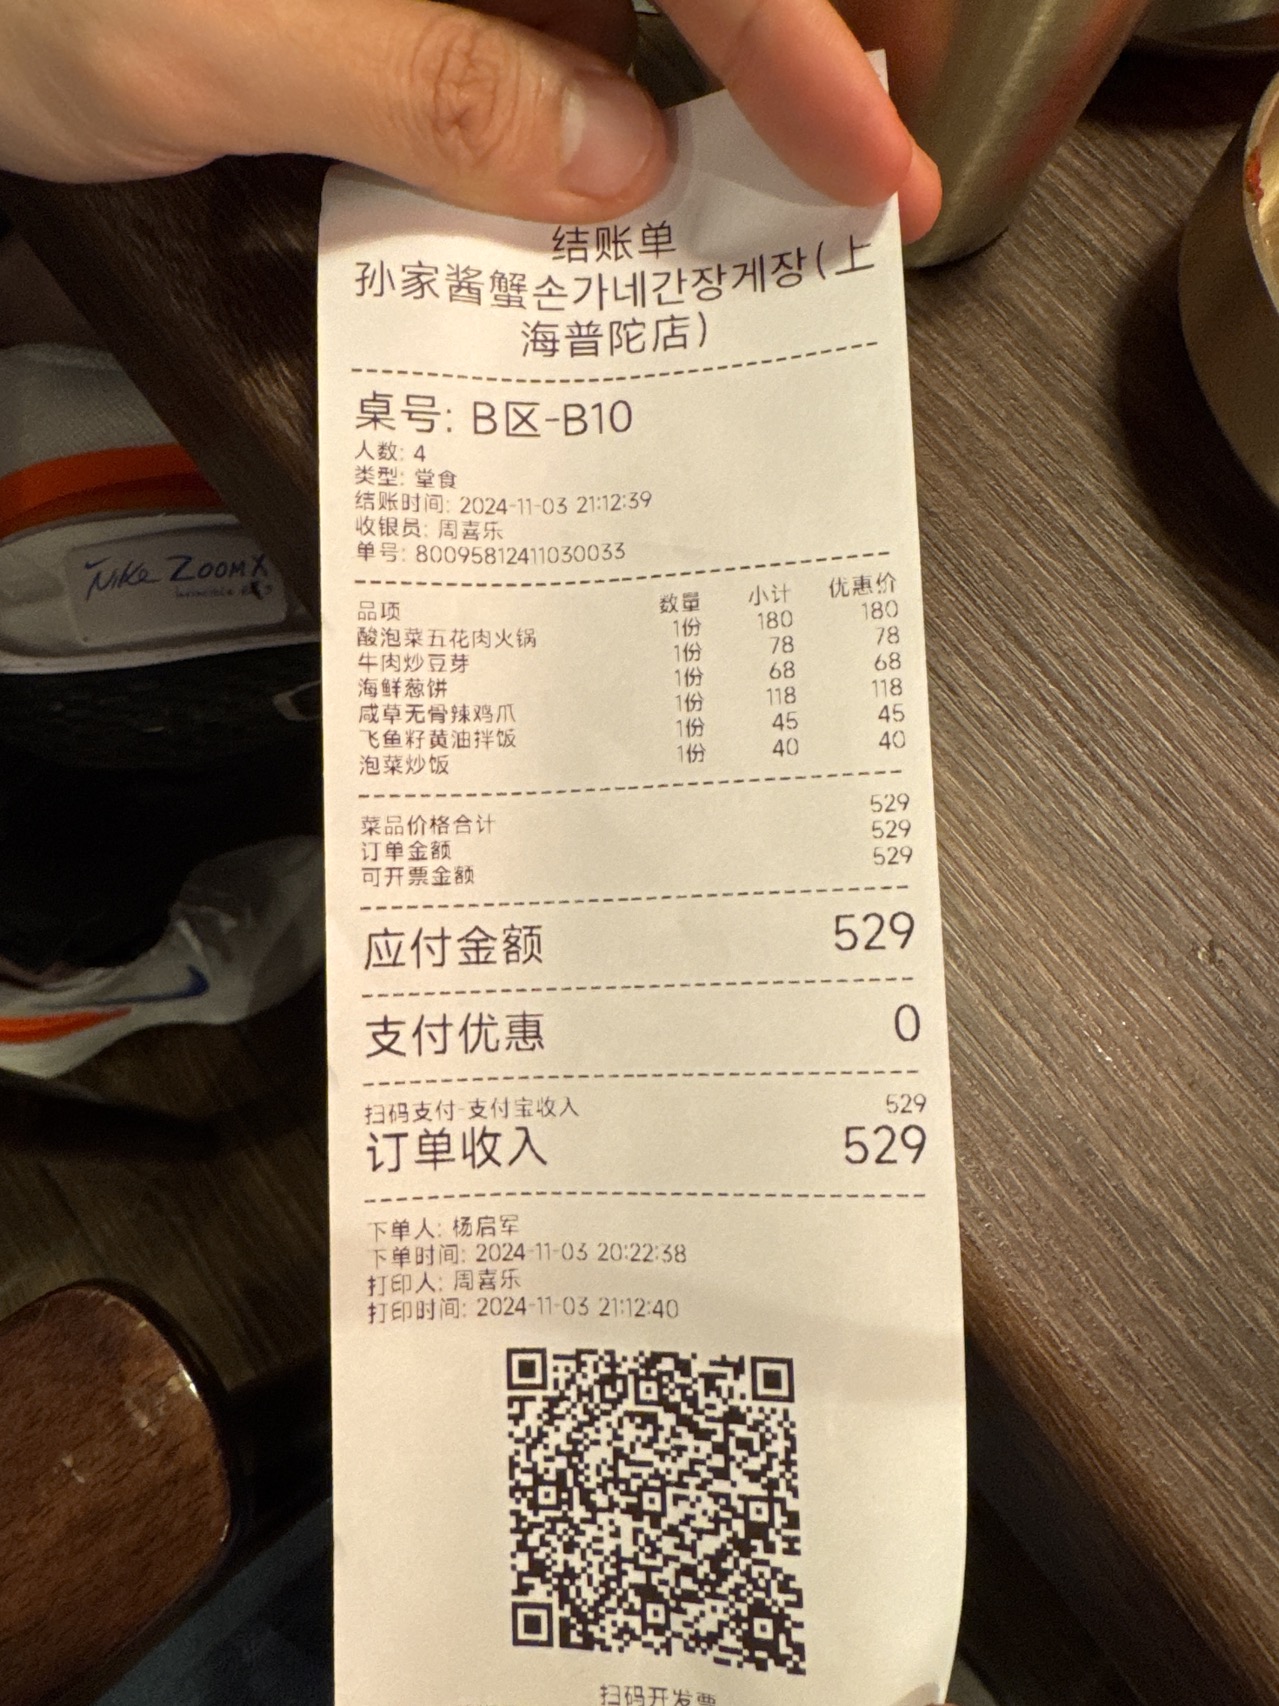 结账单
孙家酱蟹손가네간장게장(上
海普陀店)
桌号: B区-B10
人数: 4
类型: 堂食
结账时间: 2024-11-03 21:12:39
收银员: 周喜乐
单号: 80095812411030033
品项 数量 小计 优惠价
酸泡菜五花肉火锅 1份 180 180
牛肉炒豆芽 1份 78 78
海鲜葱饼 1份 68 68
咸草无骨辣鸡爪 1份 118 118
飞鱼籽黄油拌饭 1份 45 45
泡菜炒饭 1份 40 40
菜品价格合计 529
订单金额 529
可开票金额 529
应付金额 529
支付优惠 0
扫码支付-支付宝收入 529
订单收入 529
下单人: 杨启军
下单时间: 2024-11-03 20:22:38
打印人: 周喜乐
打印时间: 2024-11-03 21:12:40
扫码开发票
Nike ZOOMX